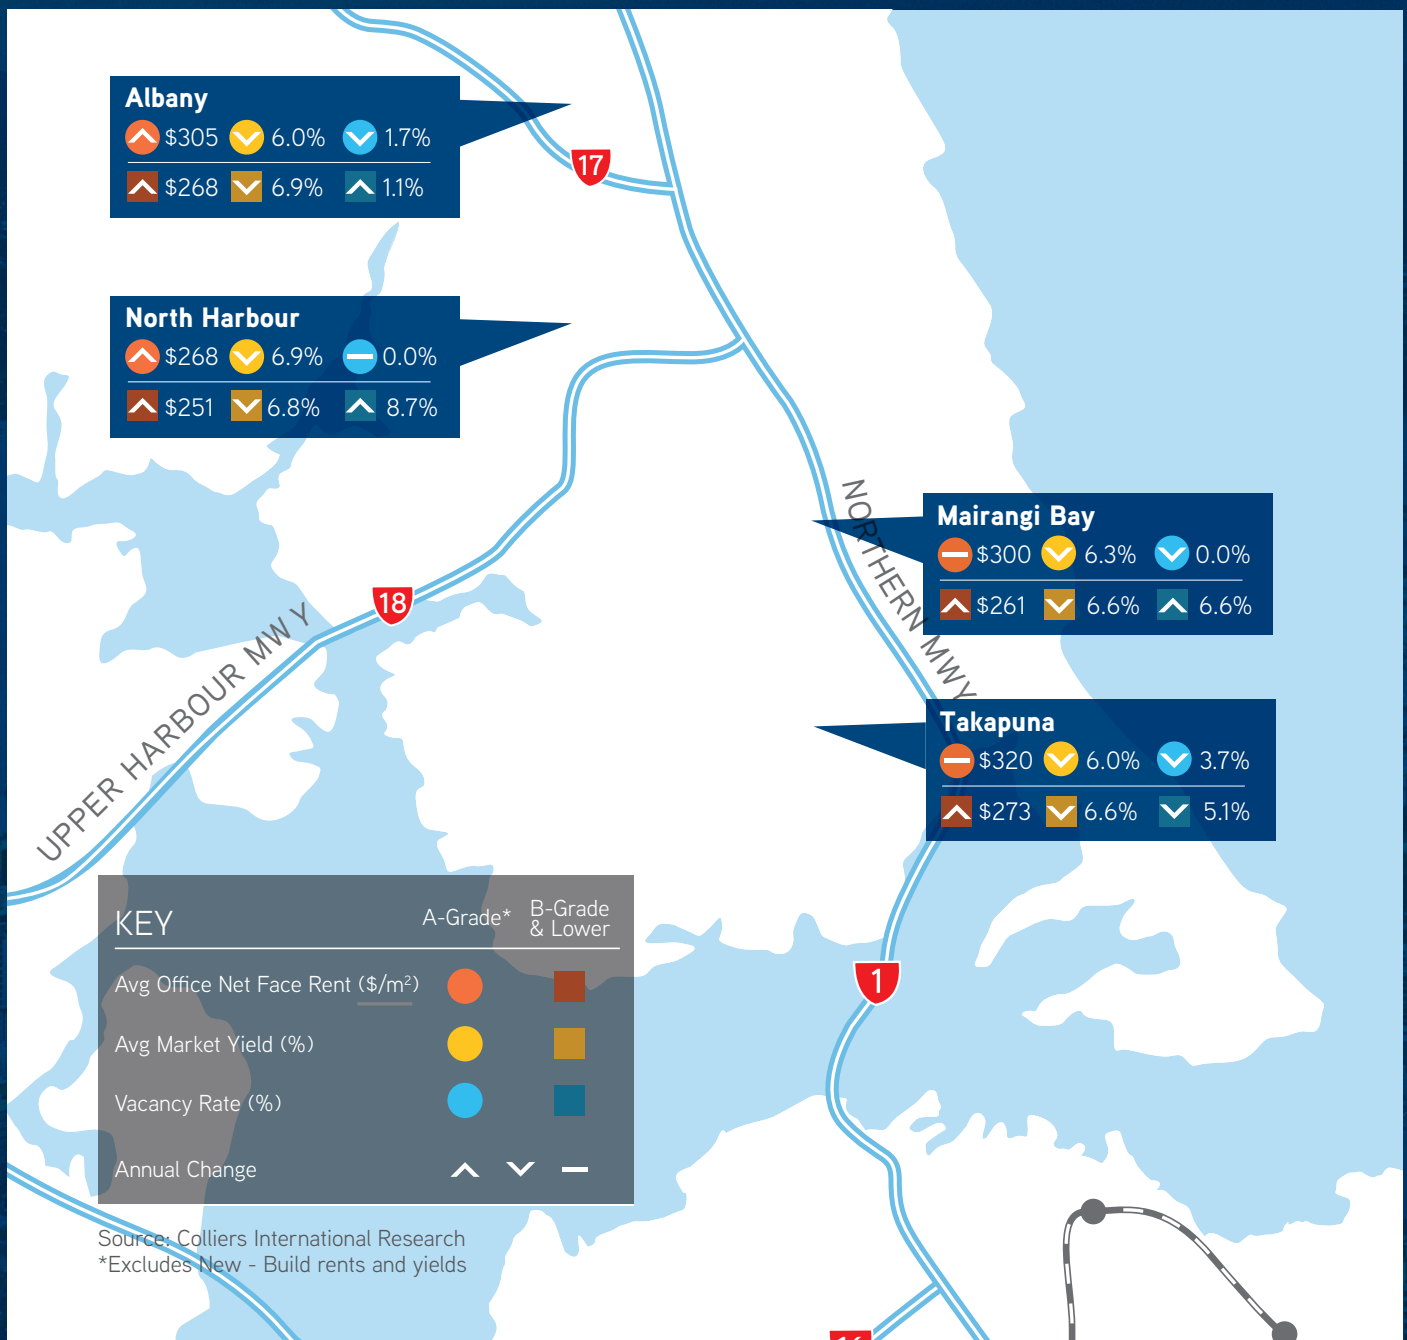 Albany
$305 6.0% 1.7%
$268 6.9% 1.1%
17
North Harbour
$268 6.9% 0.0%
$251 6.8% 8.7%
NORTHERN MWY
Mairangi Bay
$300 6.3% 0.0%
$261 6.6% 6.6%
18
UPPER HARBOUR MWY
Takapuna
$320 6.0% 3.7%
$273 6.6% 5.1%
KEY A-Grade* B-Grade
& Lower
Avg Office Net Face Rent ($/m²)
Avg Market Yield (%)
Vacancy Rate (%)
Annual Change
1
Source: Colliers International Research
*Excludes New - Build rents and yields
16